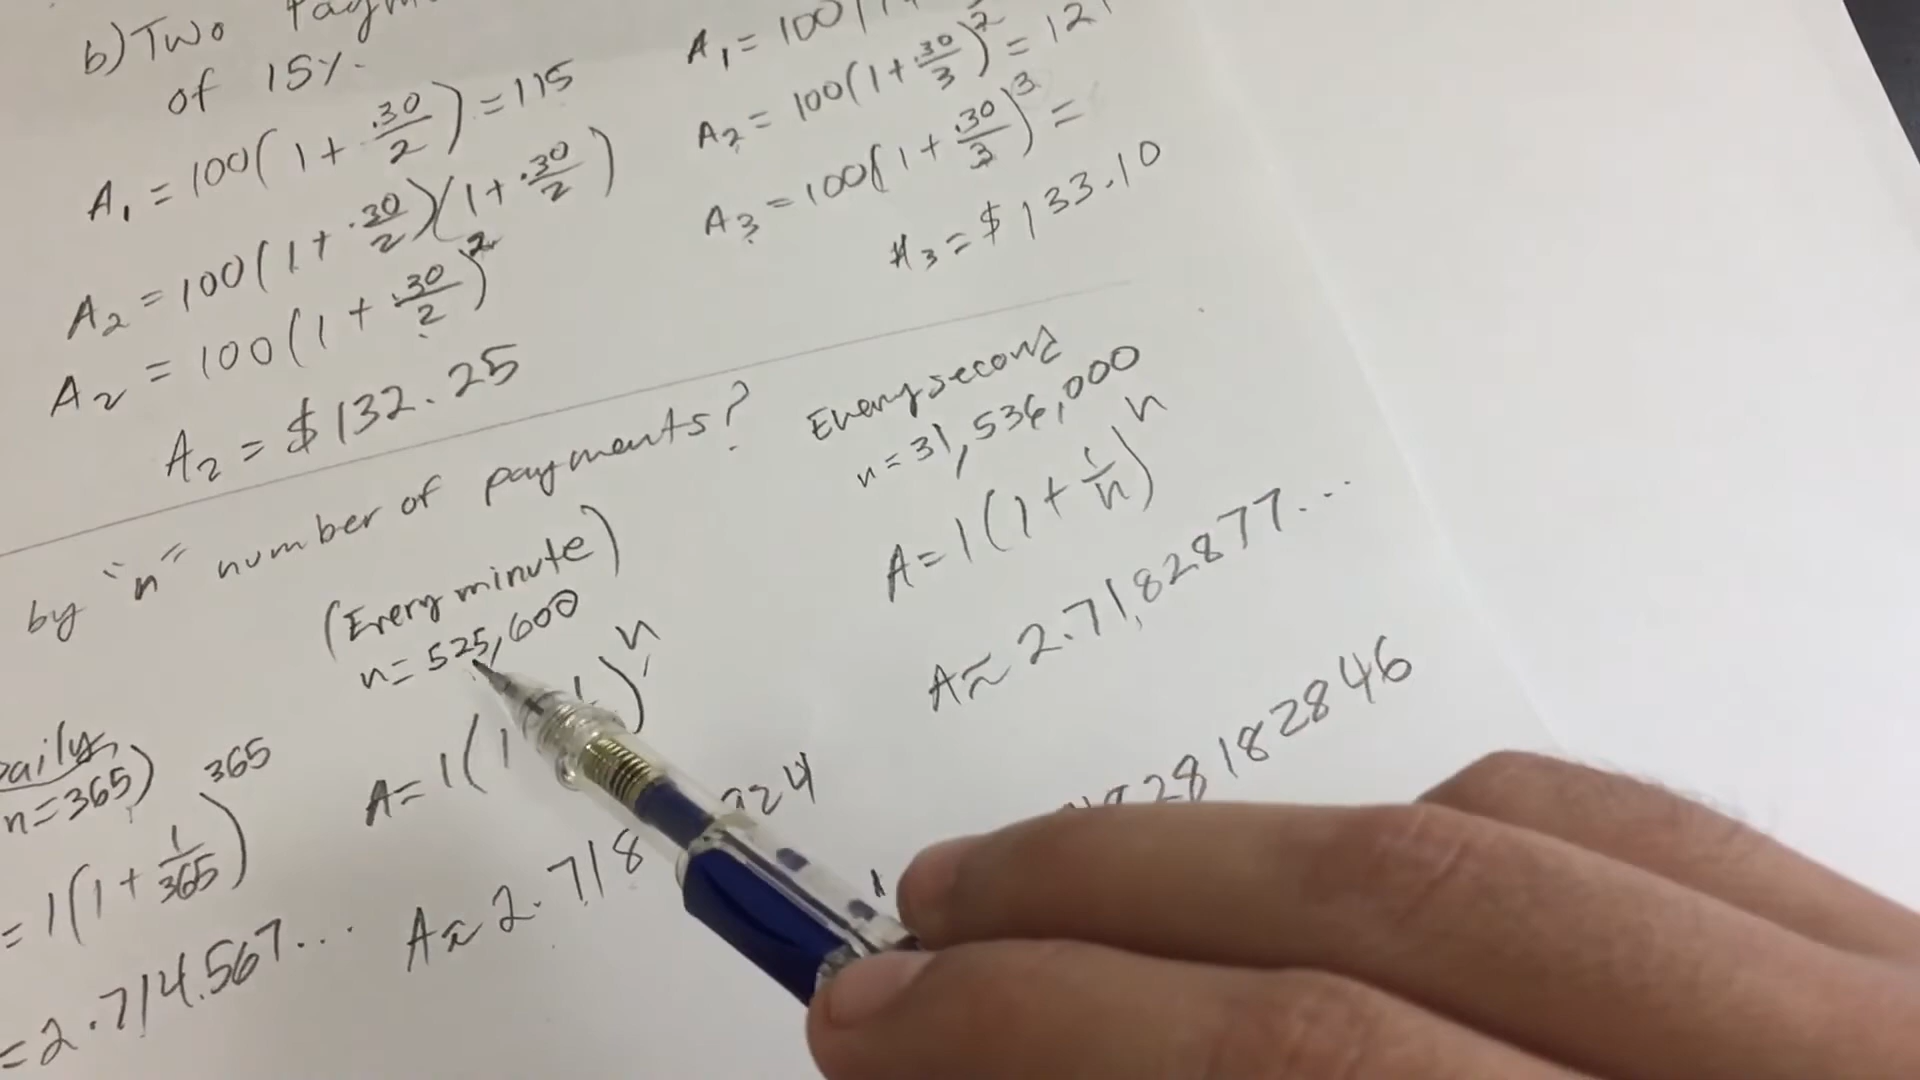 b) Two
of 15%.
A₁ = 100(1 + .30/2) = 115
A₂ = 100(1 + .30/2)(1 + .30/2)
A₂ = 100(1 + .30/2)²
A₂ = $132.25
A₁ = 100(
A₂ = 100(1 + .30/3)² = 121
A₃ = 100(1 + .30/3)³ =
A₃ = $133.10
by "n" number of payments?
Daily
n=365)
= 1(1 + 1/365)³⁶⁵
= 2.714567...
(Every minute)
n = 525,600
A = 1(1
)ⁿ
A ≈ 2.718
24
Every second
n = 31,536,000
A = 1(1 + 1/n)ⁿ
A ≈ 2.7182877...
2818182846